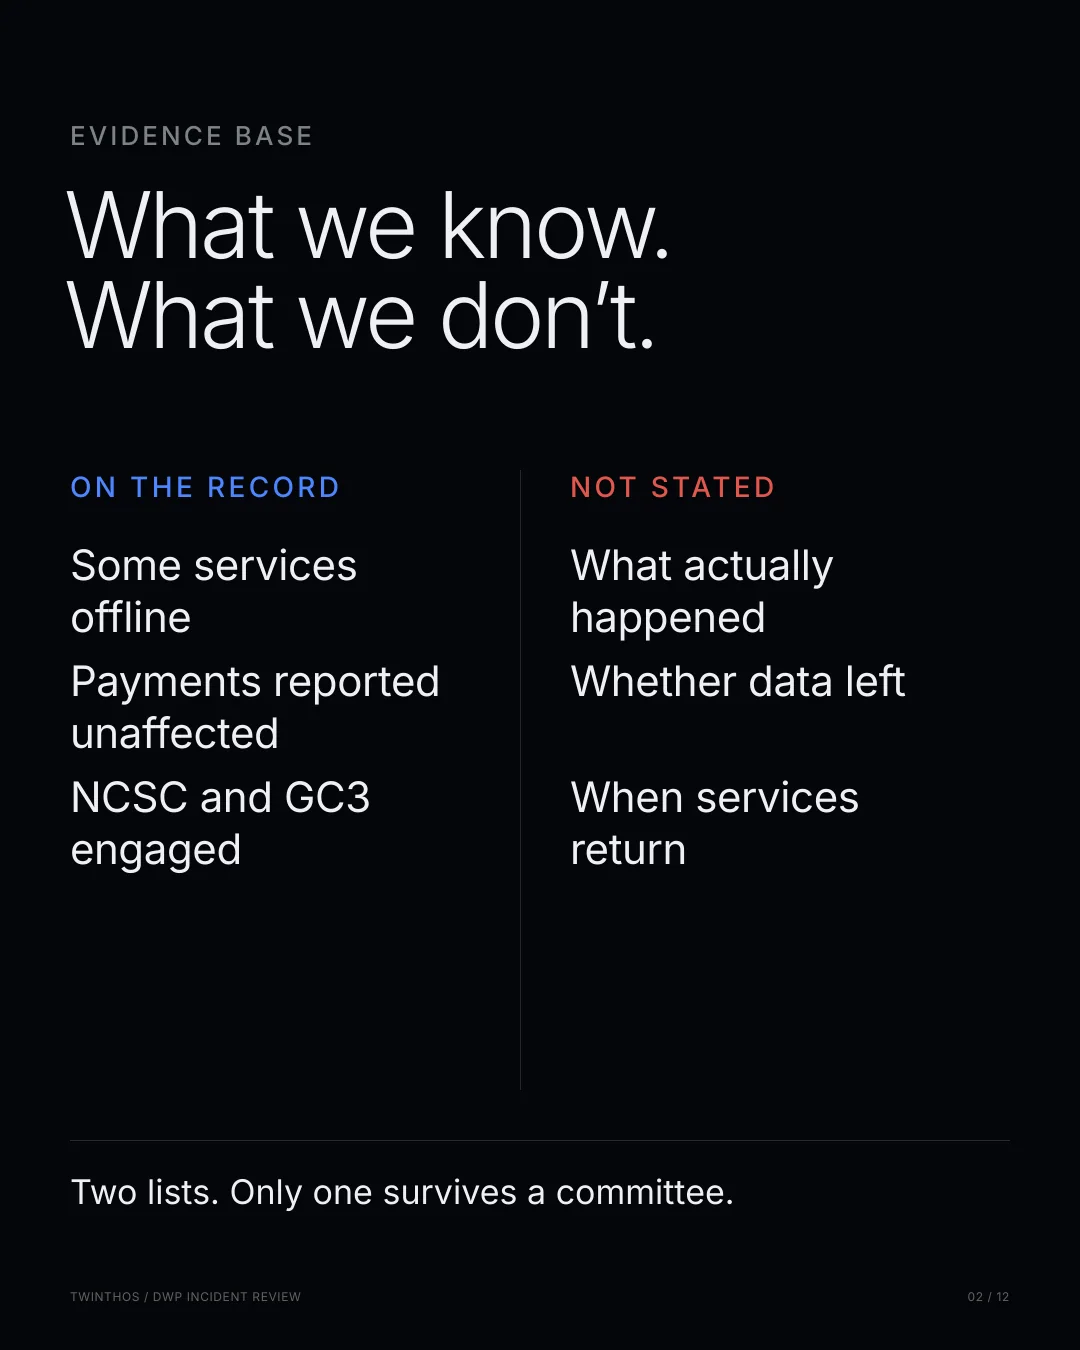 EVIDENCE BASE
What we know.
What we don’t.
ON THE RECORD
Some services
offline
Payments reported
unaffected
NCSC and GC3
engaged
NOT STATED
What actually
happened
Whether data left
When services
return
Two lists. Only one survives a committee.
TWINTHOS / DWP INCIDENT REVIEW
02 / 12